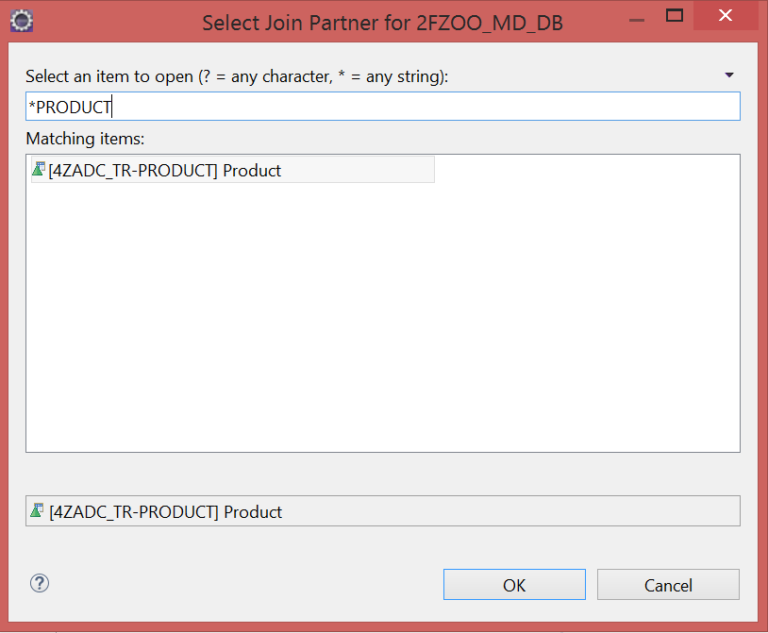 Select Join Partner for 2FZOO_MD_DB
Select an item to open (? = any character, * = any string):
*PRODUCT
Matching items:
[4ZADC_TR-PRODUCT] Product
[4ZADC_TR-PRODUCT] Product
?
OK
Cancel